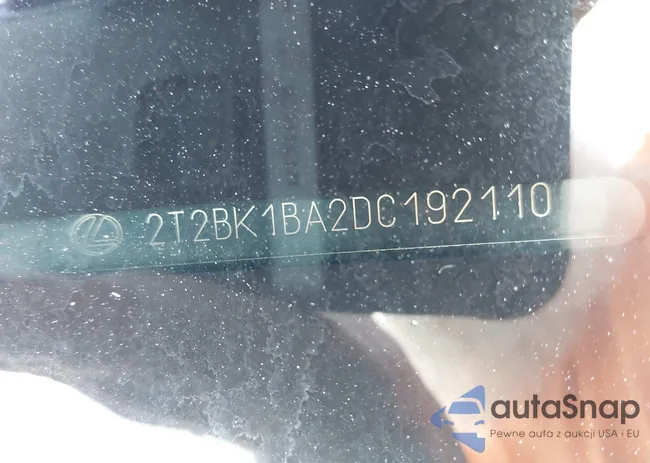 2T2BK1BA2DC192110
autaSnap
Pewne auta z aukcji USA i EU